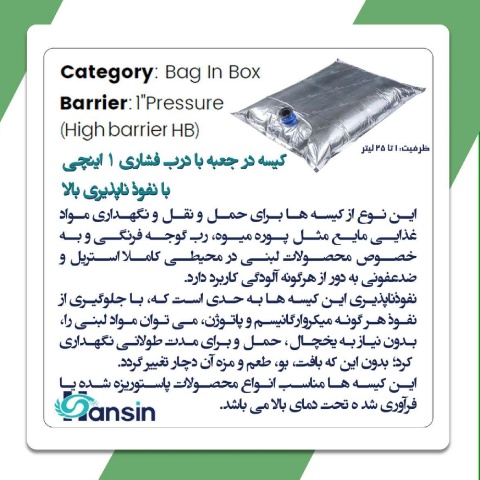 Category: Bag In Box
Barrier: 1"Pressure
(High barrier HB)
ظرفیت: ۱ تا ۲۵ لیتر
کیسه در جعبه با درب فشاری ۱ اینچی
با نفوذ ناپذیری بالا
این نوع از کیسه ها برای حمل و نقل و نگهداری مواد
غذایی مایع مثل پوره میوه، رب گوجه فرنگی و به
خصوص محصولات لبنی در محیطی کاملا استریل و
ضدعفونی به دور از هرگونه آلودگی کاربرد دارد.
نفوذناپذیری این کیسه ها به حدی است که، با جلوگیری از
نفوذ هر گونه میکروارگانیسم و پاتوژن، می توان مواد لبنی را،
بدون نیاز به یخچال، حمل و برای مدت طولانی نگهداری
کرد؛ بدون این که بافت، بو، طعم و مزه آن دچار تغییر گردد.
این کیسه ها مناسب انواع محصولات پاستوریزه شده یا
فرآوری شده تحت دمای بالا می باشد.
Hansin